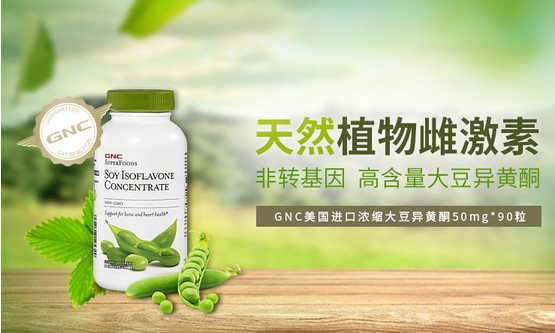 GUARANTEED
GNC
SATISFACTION
GNC
SUPERFOODS
SOY ISOFLAVONE
CONCENTRATE
NON-GMO
Support for bone and heart health*
天然植物雌激素
非转基因 高含量大豆异黄酮
GNC美国进口浓缩大豆异黄酮50mg*90粒